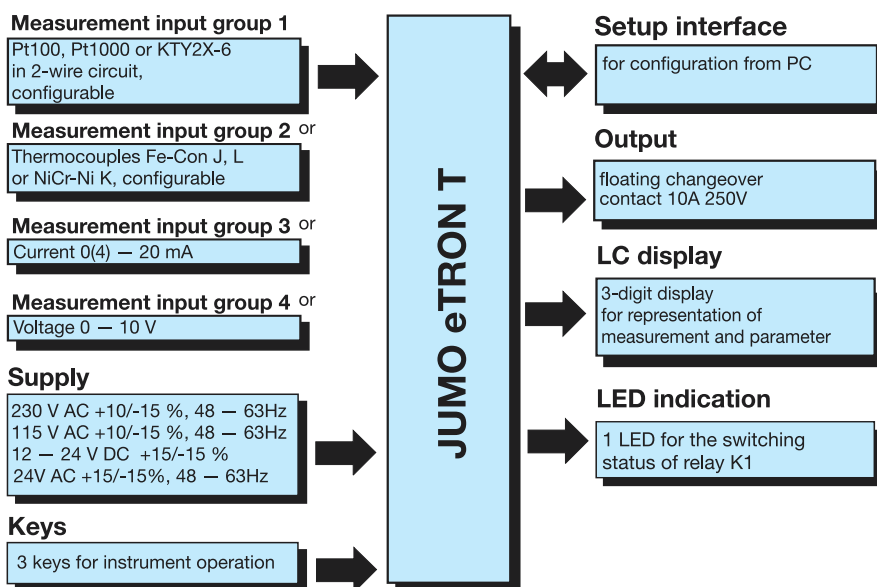 Measurement input group 1
Pt100, Pt1000 or KTY2X-6
in 2-wire circuit,
configurable
Measurement input group 2 or
Thermocouples Fe-Con J, L
or NiCr-Ni K, configurable
Measurement input group 3 or
Current 0(4) — 20 mA
Measurement input group 4 or
Voltage 0 — 10 V
Supply
230 V AC +10/-15 %, 48 — 63Hz
115 V AC +10/-15 %, 48 — 63Hz
12 — 24 V DC +15/-15 %
24V AC +15/-15%, 48 — 63Hz
Keys
3 keys for instrument operation
JUMO eTRON T
Setup interface
for configuration from PC
Output
floating changeover
contact 10A 250V
LC display
3-digit display
for representation of
measurement and parameter
LED indication
1 LED for the switching
status of relay K1